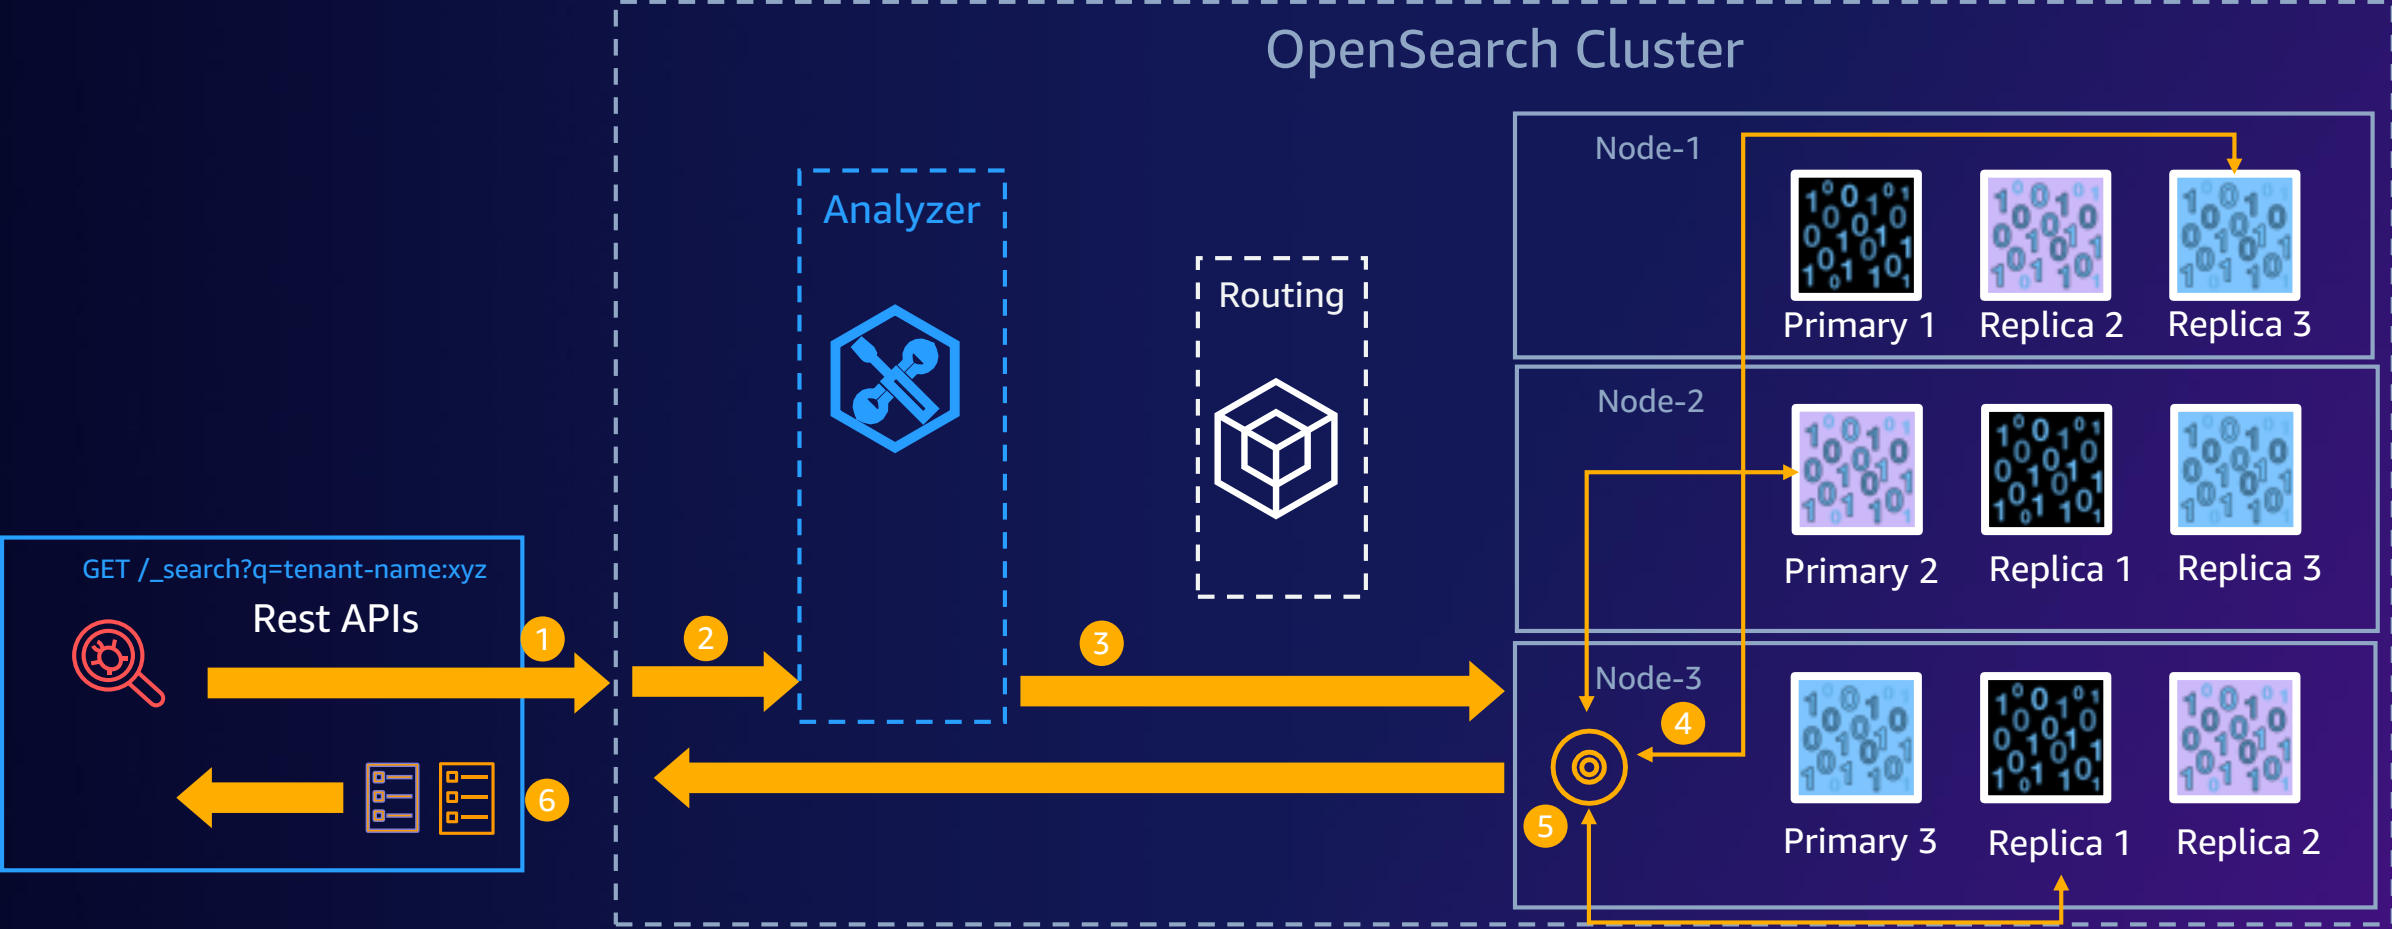 OpenSearch Cluster
Analyzer
Routing
GET /_search?q=tenant-name:xyz
Rest APIs
1
2
3
4
5
6
Node-1
Primary 1
Replica 2
Replica 3
Node-2
Primary 2
Replica 1
Replica 3
Node-3
Primary 3
Replica 1
Replica 2